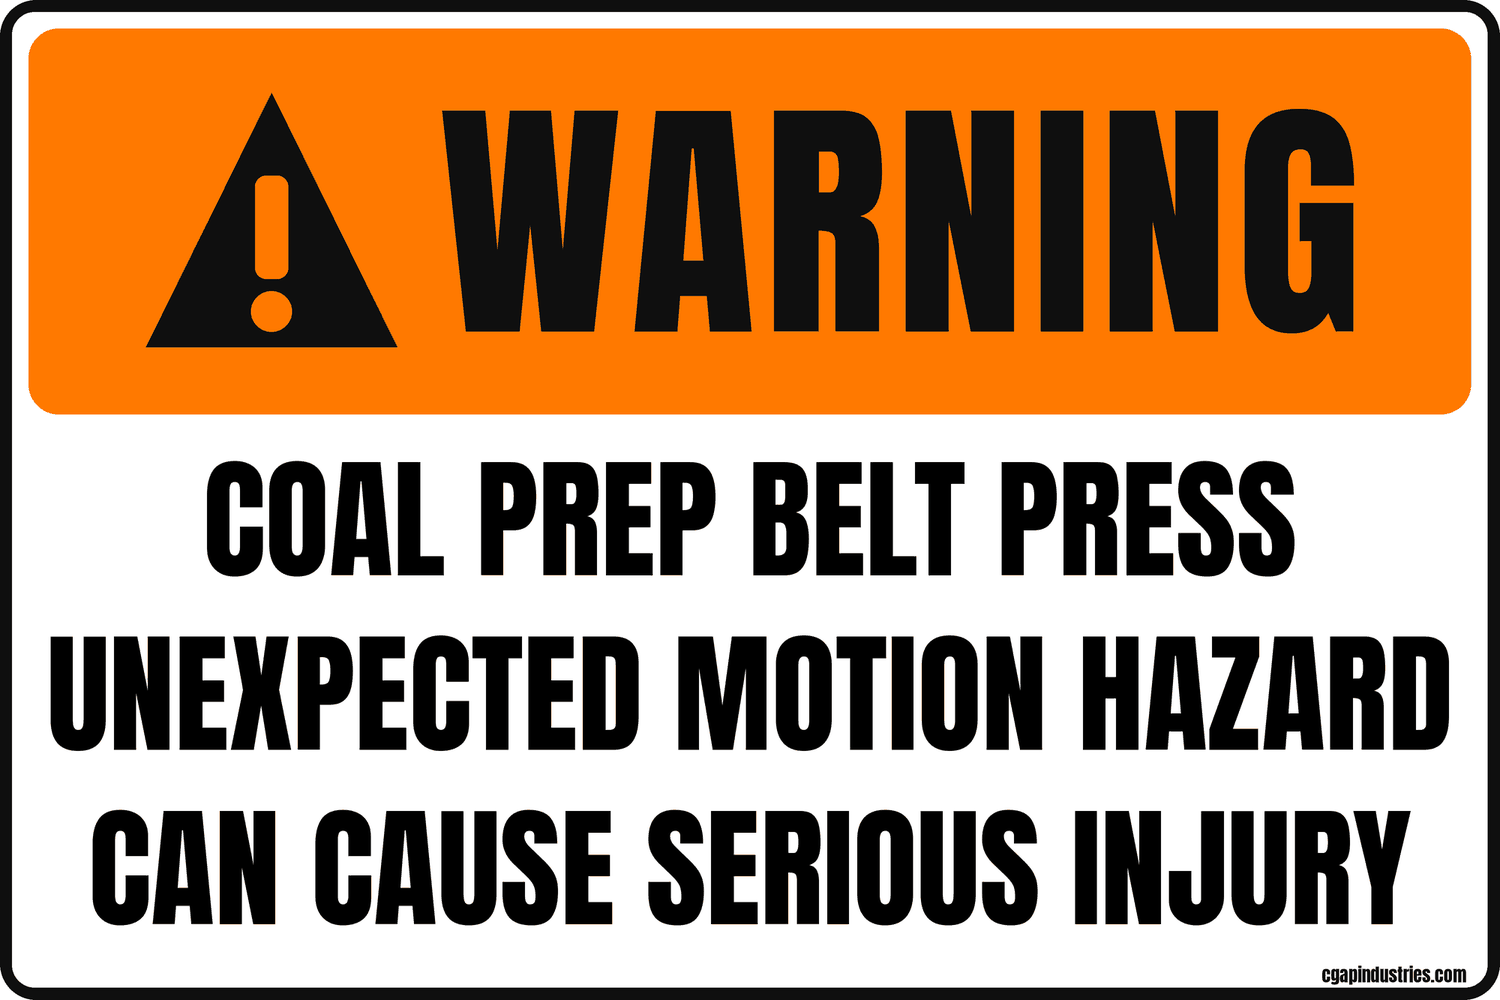 WARNING
COAL PREP BELT PRESS
UNEXPECTED MOTION HAZARD
CAN CAUSE SERIOUS INJURY
cgapindustries.com